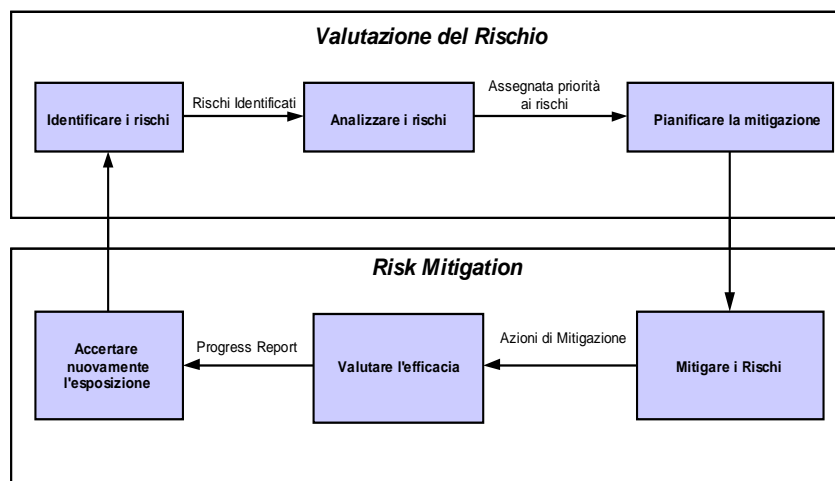 Valutazione del Rischio
Identificare i rischi
Rischi Identificati
Analizzare i rischi
Assegnata priorità
ai rischi
Pianificare la mitigazione
Risk Mitigation
Accertare
nuovamente
l'esposizione
Progress Report
Valutare l'efficacia
Azioni di Mitigazione
Mitigare i Rischi